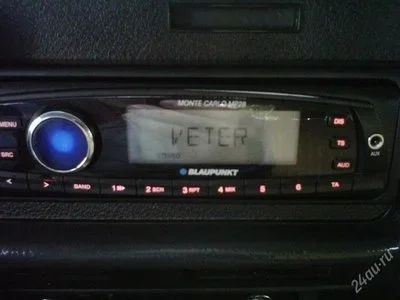 MONTE CARLO MP28
VETER
MENU
SRC
DIS
TS
AUD
AUX
BLAUPUNKT
< > BAND 1 2 SCN 3 RPT 4 MIX 5 6 TA
24au.ru